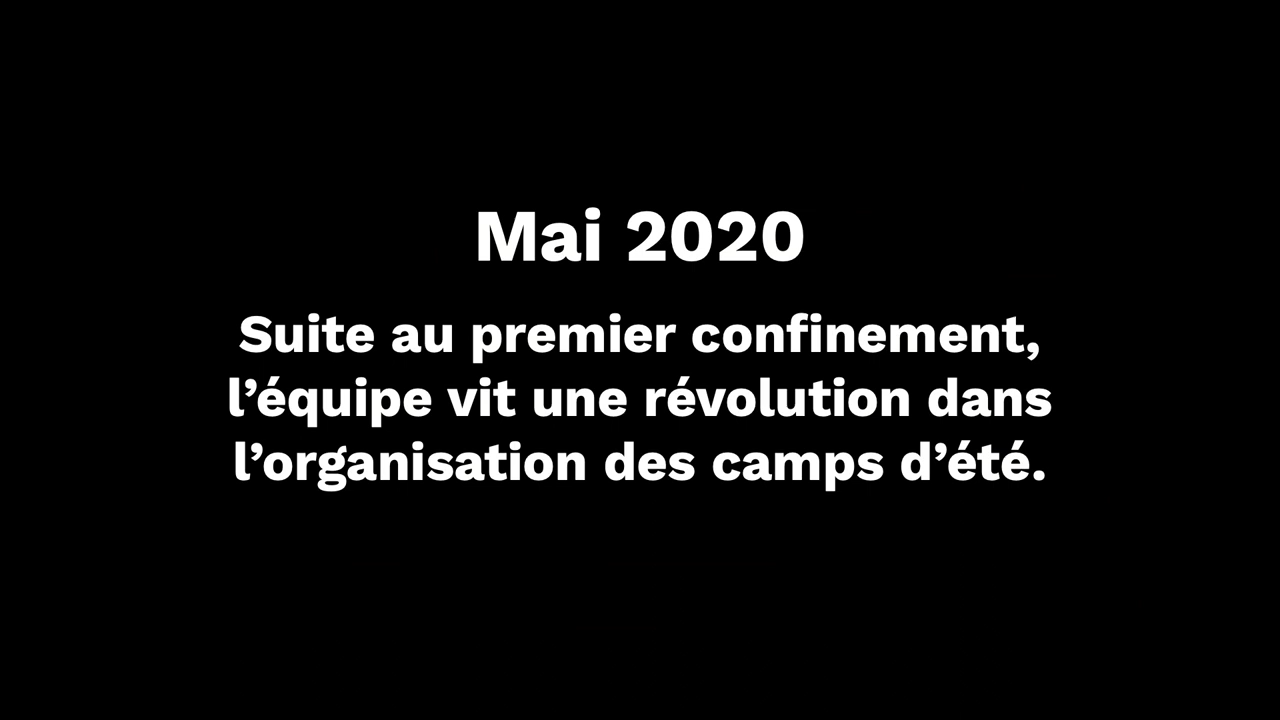 Mai 2020
Suite au premier confinement,
l’équipe vit une révolution dans
l’organisation des camps d’été.